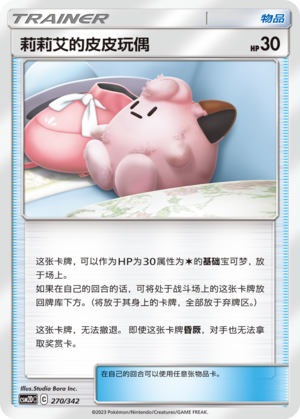 TRAINER 物品
莉莉艾的皮皮玩偶 HP 30
这张卡牌，可以作为HP为30属性为✶的基础宝可梦，放
于场上。
如果在自己的回合的话，可将处于战斗场上的这张卡牌放
回牌库下方。（将放于其身上的卡牌，全部放于弃牌区。）
这张卡牌，无法撤退。即使这张卡牌昏厥，对手也无法拿
取奖赏卡。
Illus.Studio Bora Inc.
C 270/342
在自己的回合可以使用任意张物品卡。
©2023 Pokémon/Nintendo/Creatures/GAME FREAK.